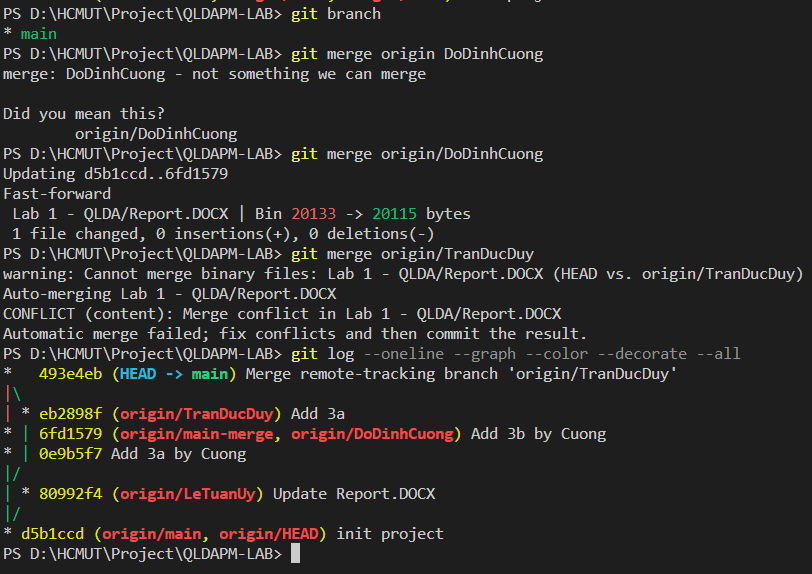 PS D:\HCMUT\Project\QLDAPM-LAB> git branch
* main
PS D:\HCMUT\Project\QLDAPM-LAB> git merge origin DoDinhCuong
merge: DoDinhCuong - not something we can merge

Did you mean this?
        origin/DoDinhCuong
PS D:\HCMUT\Project\QLDAPM-LAB> git merge origin/DoDinhCuong
Updating d5b1ccd..6fd1579
Fast-forward
 Lab 1 - QLDA/Report.DOCX | Bin 20133 -> 20115 bytes
 1 file changed, 0 insertions(+), 0 deletions(-)
PS D:\HCMUT\Project\QLDAPM-LAB> git merge origin/TranDucDuy
warning: Cannot merge binary files: Lab 1 - QLDA/Report.DOCX (HEAD vs. origin/TranDucDuy)
Auto-merging Lab 1 - QLDA/Report.DOCX
CONFLICT (content): Merge conflict in Lab 1 - QLDA/Report.DOCX
Automatic merge failed; fix conflicts and then commit the result.
PS D:\HCMUT\Project\QLDAPM-LAB> git log --oneline --graph --color --decorate --all
*   493e4eb (HEAD -> main) Merge remote-tracking branch 'origin/TranDucDuy'
|\
| * eb2898f (origin/TranDucDuy) Add 3a
* | 6fd1579 (origin/main-merge, origin/DoDinhCuong) Add 3b by Cuong
* | 0e9b5f7 Add 3a by Cuong
|/
| * 80992f4 (origin/LeTuanUy) Update Report.DOCX
|/
* d5b1ccd (origin/main, origin/HEAD) init project
PS D:\HCMUT\Project\QLDAPM-LAB>